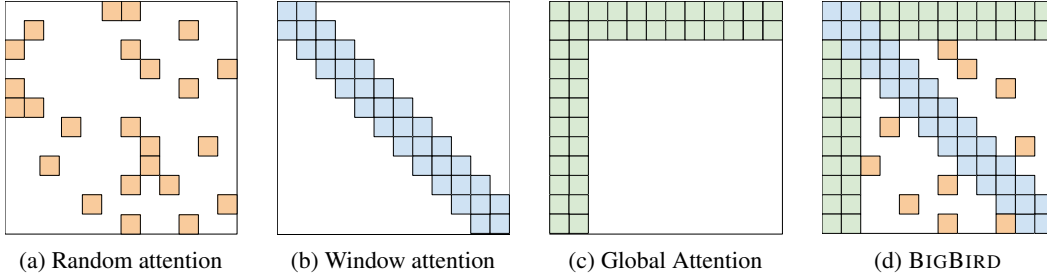 (a) Random attention
(b) Window attention
(c) Global Attention
(d) BIGBIRD